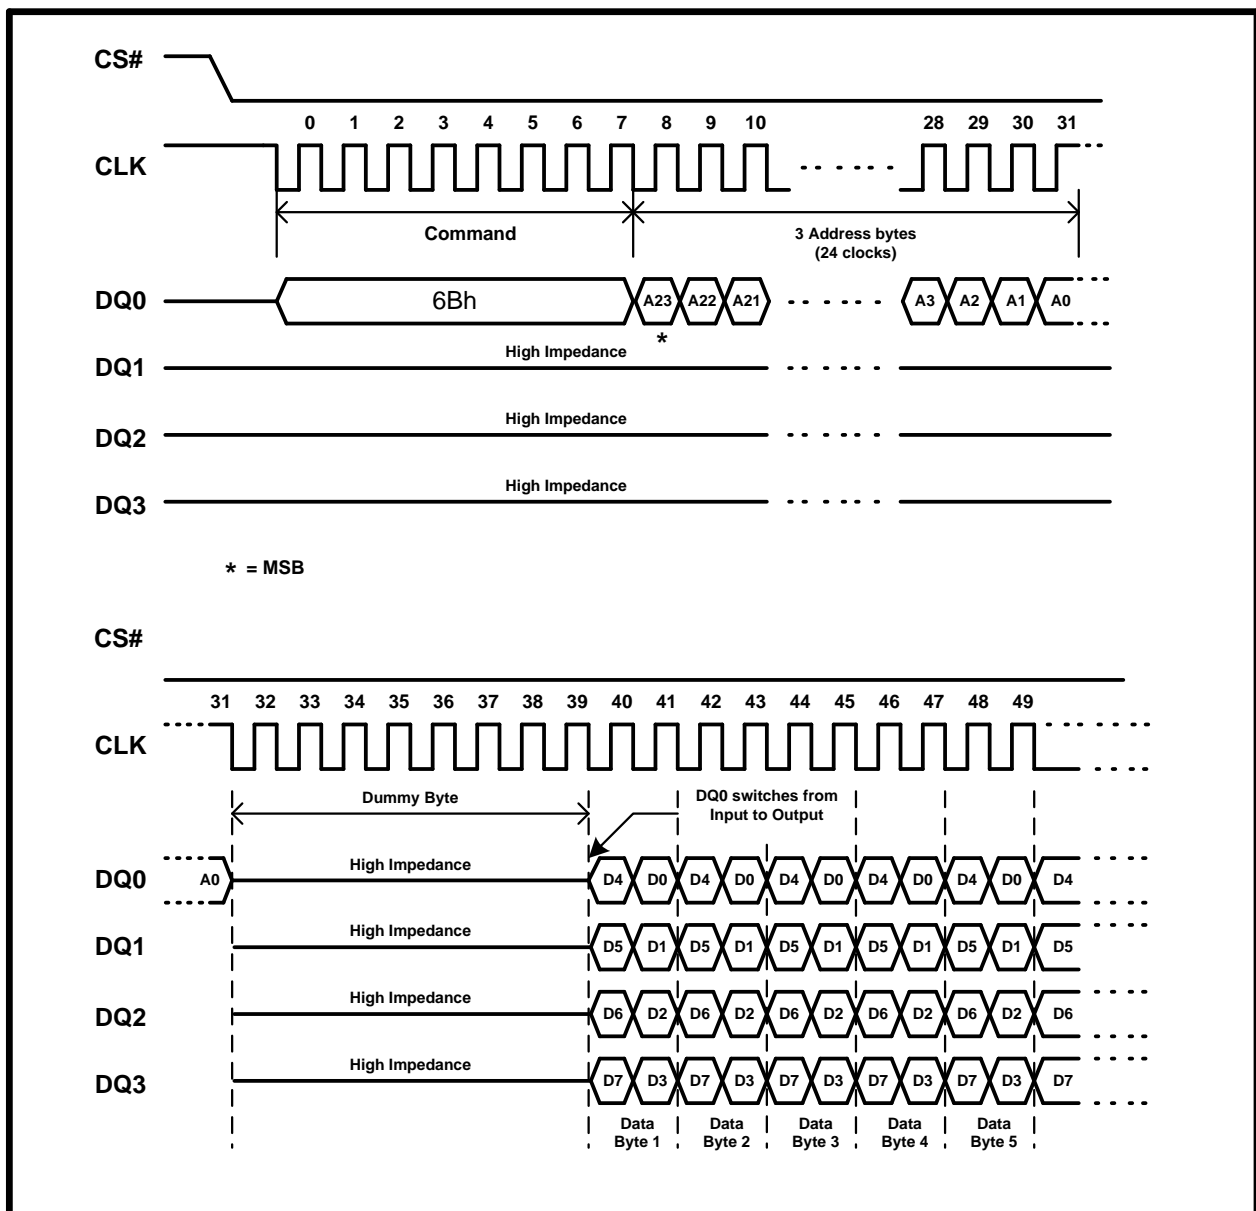 CS#
0 1 2 3 4 5 6 7 8 9 10 28 29 30 31
CLK
Command
3 Address bytes
(24 clocks)
DQ0 6Bh A23 A22 A21 A3 A2 A1 A0
*
High Impedance
DQ1
High Impedance
DQ2
High Impedance
DQ3
* = MSB
CS#
31 32 33 34 35 36 37 38 39 40 41 42 43 44 45 46 47 48 49
CLK
Dummy Byte
DQ0 switches from
Input to Output
High Impedance
DQ0 A0 D4 D0 D4 D0 D4 D0 D4 D0 D4 D0 D4
High Impedance
DQ1 D5 D1 D5 D1 D5 D1 D5 D1 D5 D1 D5
High Impedance
DQ2 D6 D2 D6 D2 D6 D2 D6 D2 D6 D2 D6
High Impedance
DQ3 D7 D3 D7 D3 D7 D3 D7 D3 D7 D3 D7
Data Data Data Data Data
Byte 1 Byte 2 Byte 3 Byte 4 Byte 5